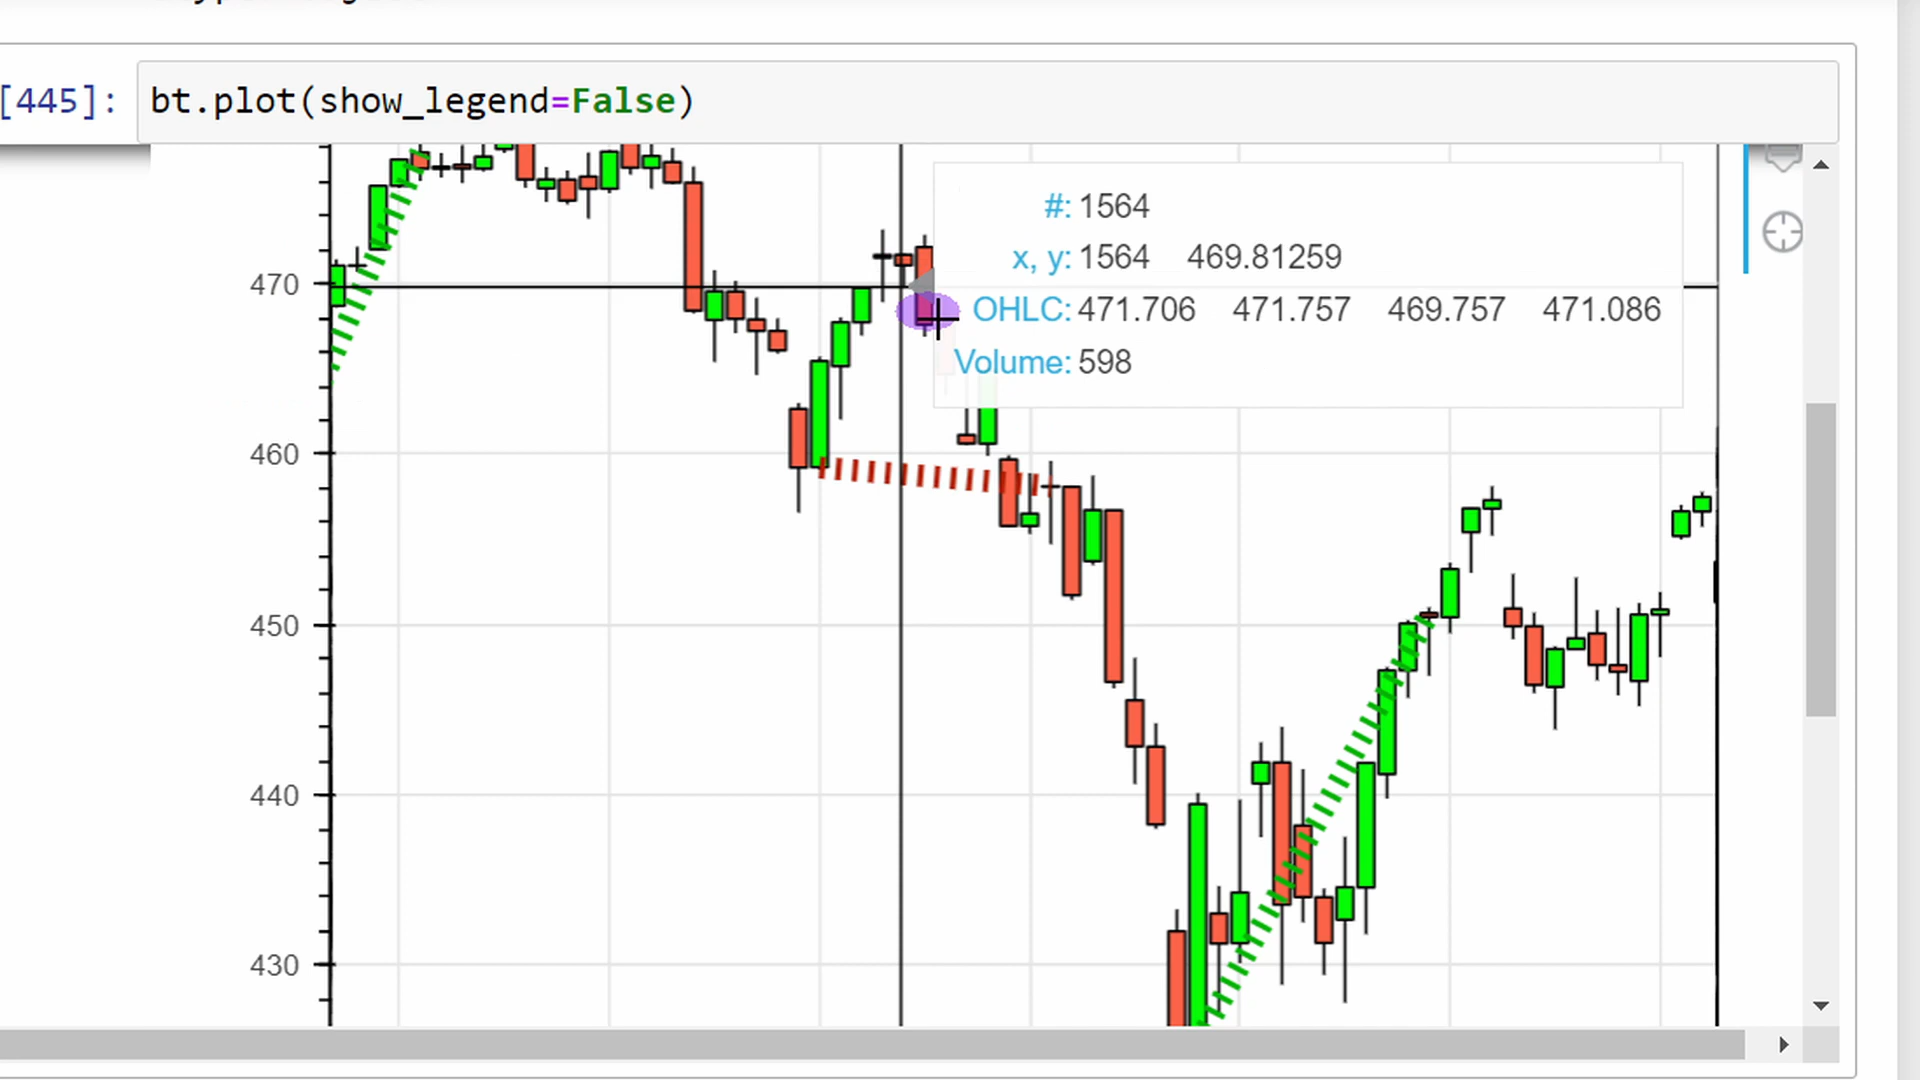 [445]: bt.plot(show_legend=False)
#: 1564
x, y: 1564 469.81259
OHLC: 471.706 471.757 469.757 471.086
Volume: 598
470
460
450
440
430